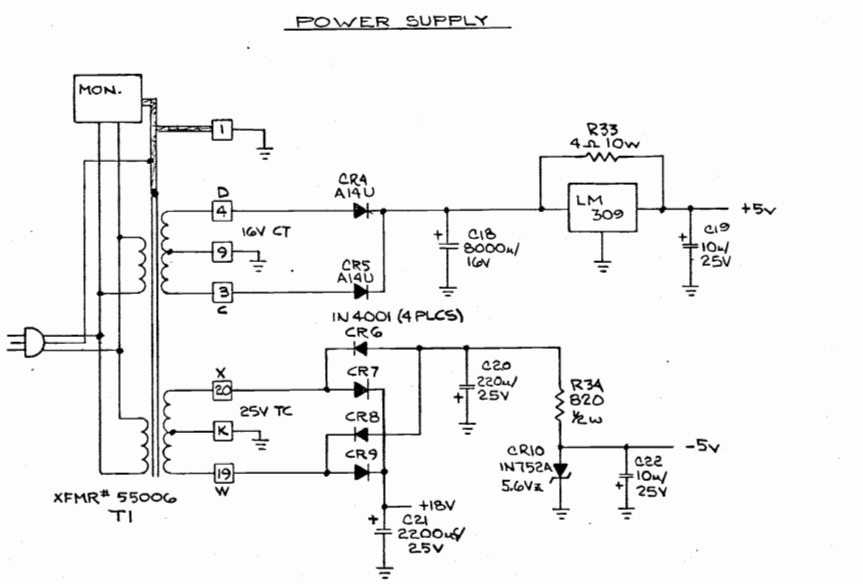 POWER SUPPLY
MON.
1
R33
4Ω 10W
D
4
CR4
A14U
LM
309
+5V
16V CT
9
+
C18
8000u/
16V
+
C19
10u/
25V
CR5
A14U
3
C
1N4001 (4 PLCS)
CR6
X
20
CR7
+
C20
220u/
25V
R34
820
½W
25V TC
K
CR8
CR10
1N752A
5.6Vz
-5V
19
W
CR9
+
C22
10u/
25V
XFMR# 55006
T1
+18V
+
C21
2200uf/
25V